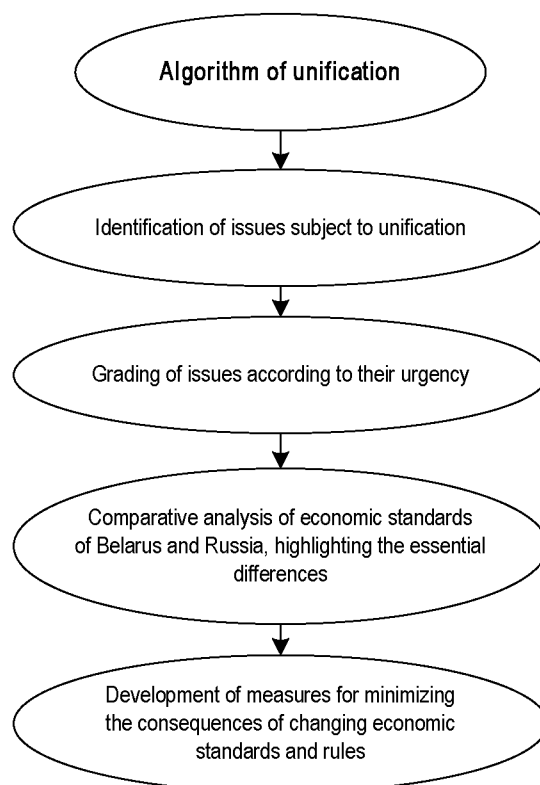 Algorithm of unification
Identification of issues subject to unification
Grading of issues according to their urgency
Comparative analysis of economic standards
of Belarus and Russia, highlighting the essential
differences
Development of measures for minimizing
the consequences of changing economic
standards and rules